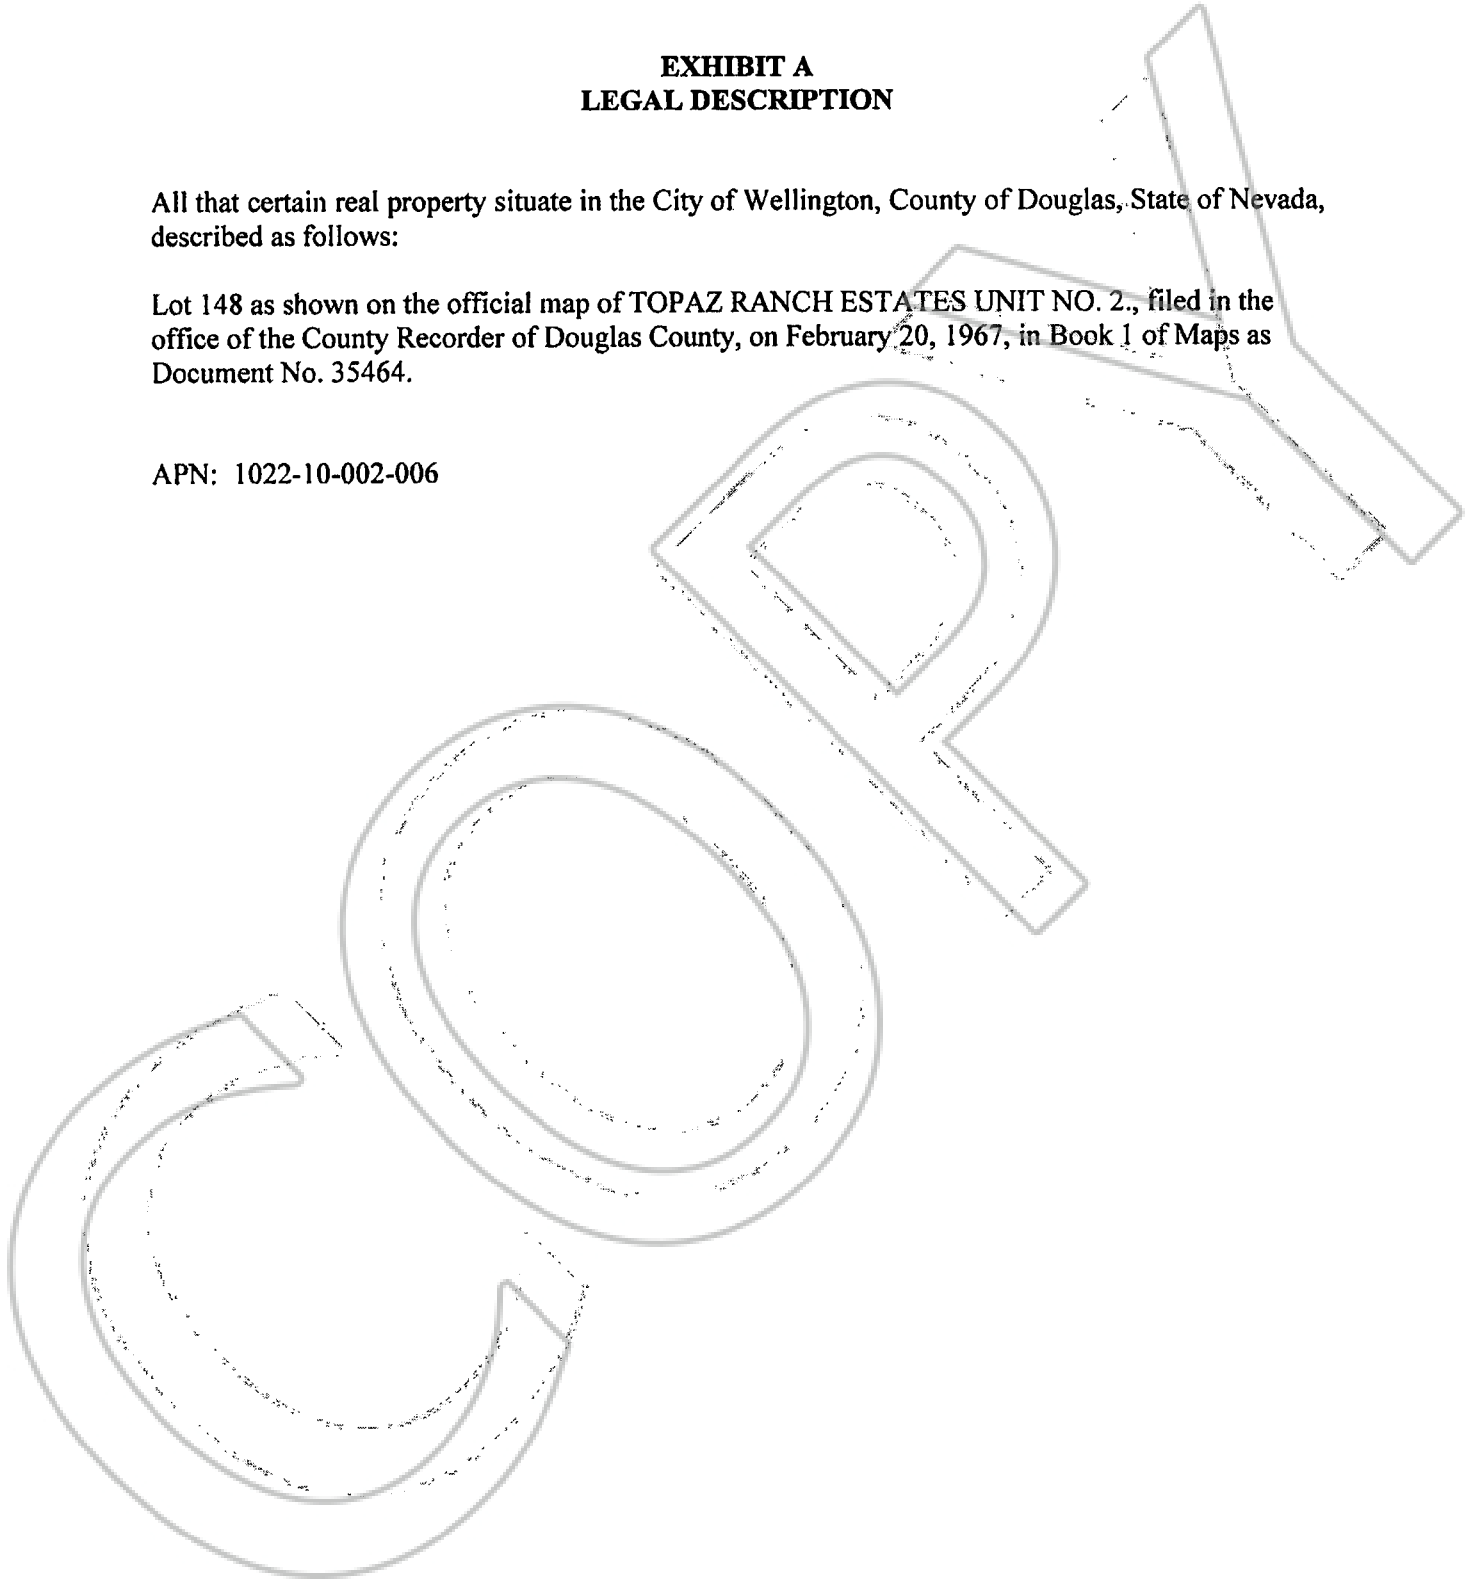 EXHIBIT A
LEGAL DESCRIPTION
All that certain real property situate in the City of Wellington, County of Douglas, State of Nevada,
described as follows:
Lot 148 as shown on the official map of TOPAZ RANCH ESTATES UNIT NO. 2., filed in the
office of the County Recorder of Douglas County, on February 20, 1967, in Book 1 of Maps as
Document No. 35464.
APN: 1022-10-002-006
COPY